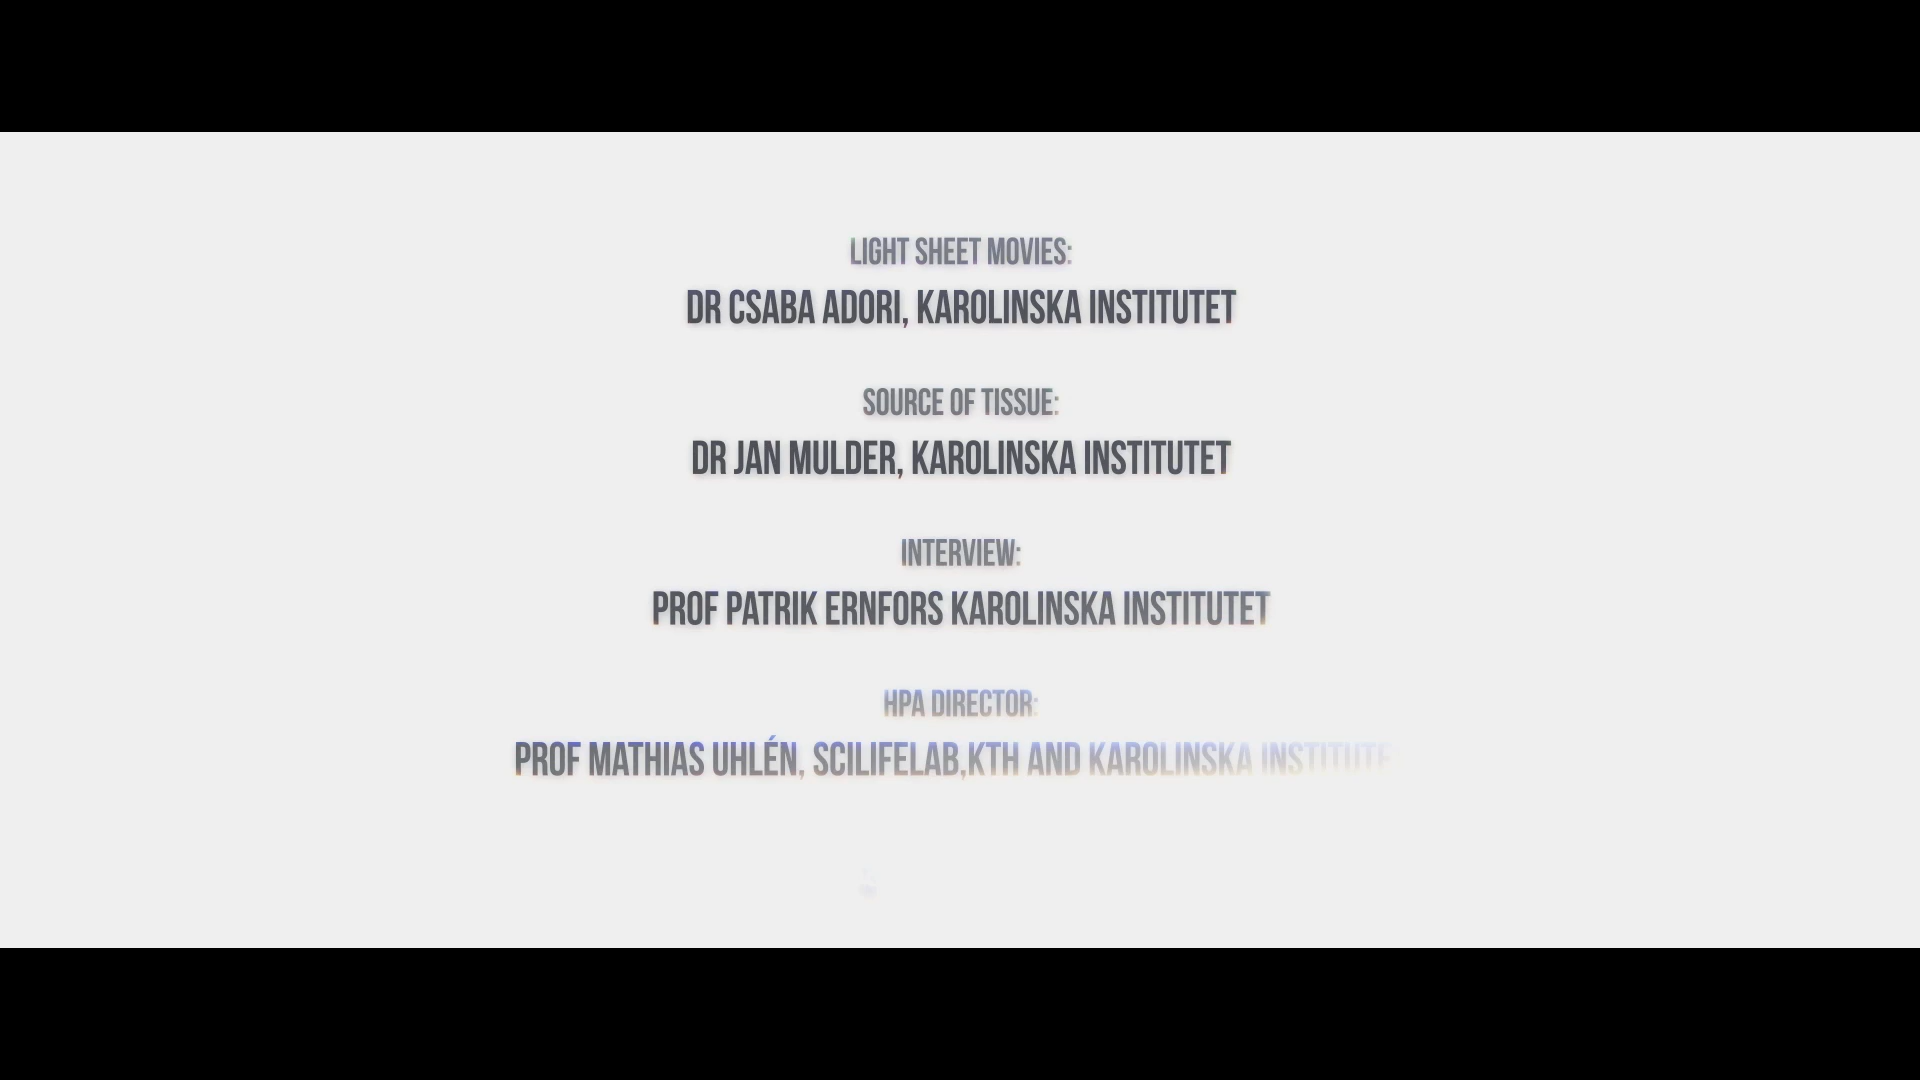 LIGHT SHEET MOVIES:
DR CSABA ADORI, KAROLINSKA INSTITUTET
SOURCE OF TISSUE:
DR JAN MULDER, KAROLINSKA INSTITUTET
INTERVIEW:
PROF PATRIK ERNFORS KAROLINSKA INSTITUTET
HPA DIRECTOR:
PROF MATHIAS UHLÉN, SCILIFELAB,KTH AND KAROLINSKA INSTITUTE